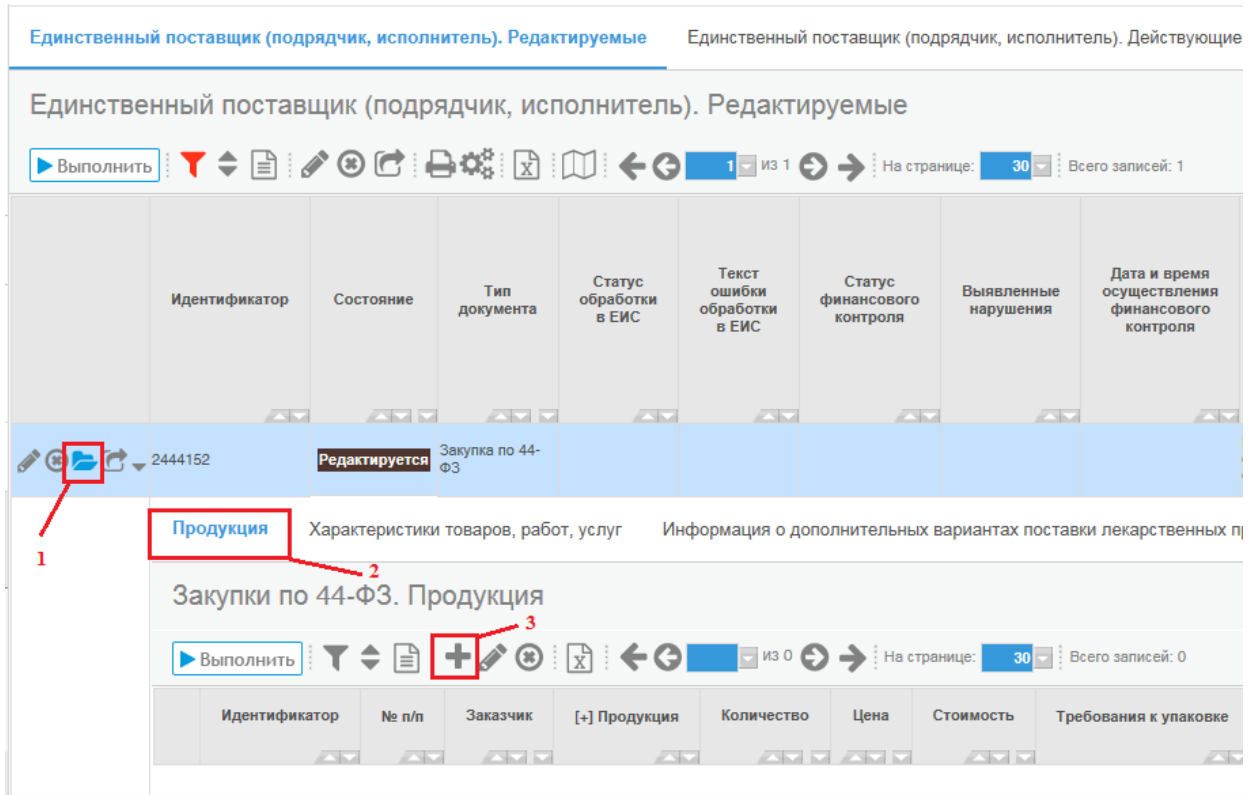 Единственный поставщик (подрядчик, исполнитель). Редактируемые Единственный поставщик (подрядчик, исполнитель). Действующие
Единственный поставщик (подрядчик, исполнитель). Редактируемые
Выполнить 1 из 1 На странице: 30 Всего записей: 1
Идентификатор Состояние Тип документа Статус обработки в ЕИС Текст ошибки обработки в ЕИС Статус финансового контроля Выявленные нарушения Дата и время осуществления финансового контроля
2444152 Редактируется Закупка по 44-ФЗ
1
Продукция Характеристики товаров, работ, услуг Информация о дополнительных вариантах поставки лекарственных
2
Закупки по 44-ФЗ. Продукция
3
Выполнить из 0 На странице: 30 Всего записей: 0
Идентификатор № п/п Заказчик [+] Продукция Количество Цена Стоимость Требования к упаковке